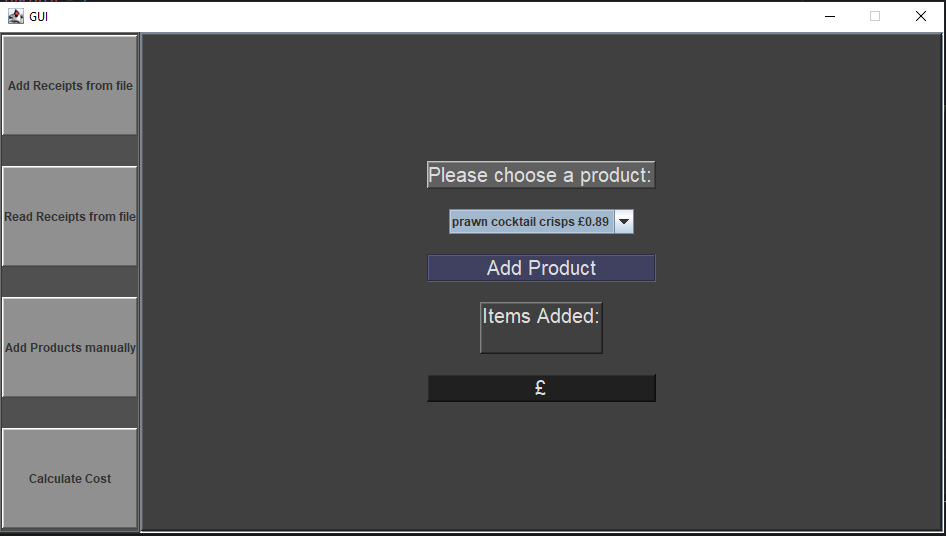 GUI
Add Receipts from file
Read Receipts from file
Add Products manually
Calculate Cost
Please choose a product:
prawn cocktail crisps £0.89
Add Product
Items Added:
£